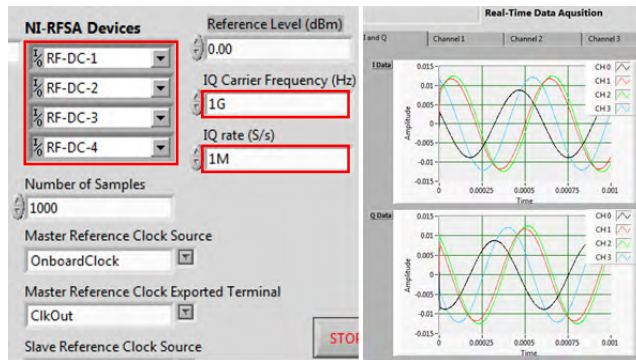 NI-RFSA Devices
RF-DC-1
RF-DC-2
RF-DC-3
RF-DC-4
Reference Level (dBm)
0.00
IQ Carrier Frequency (Hz)
1G
IQ rate (S/s)
1M
Number of Samples
1000
Master Reference Clock Source
OnboardClock
Master Reference Clock Exported Terminal
ClkOut
Slave Reference Clock Source
STO
Real-Time Data Aqusition
I and Q
Channel 1
Channel 2
Channel 3
I Data
0.015
0.01
0.005
0
-0.005
-0.01
-0.015
Amplitude
0
0.00025
0.0005
0.00075
0.001
Time
CH 0
CH 1
CH 2
CH 3
Q Data
0.015
0.01
0.005
0
-0.005
-0.01
-0.015
Amplitude
0
0.00025
0.0005
0.00075
0.001
Time
CH 0
CH 1
CH 2
CH 3